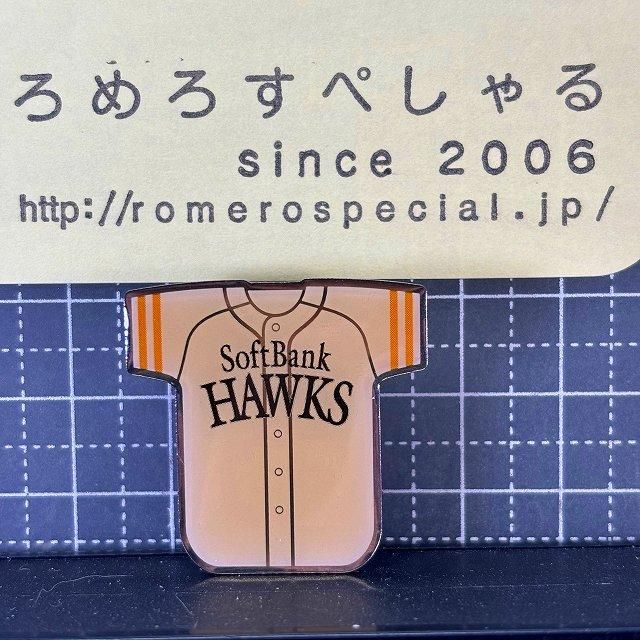 ろめろすぺしゃる
since 2006
http://romerospecial.jp/
SoftBank
HAWKS